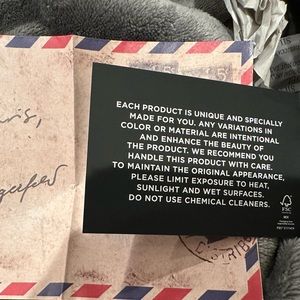 EACH PRODUCT IS UNIQUE AND SPECIALLY
MADE FOR YOU. ANY VARIATIONS IN
COLOR OR MATERIAL ARE INTENTIONAL
AND ENHANCE THE BEAUTY OF
THE PRODUCT. WE RECOMMEND YOU
HANDLE THIS PRODUCT WITH CARE.
TO MAINTAIN THE ORIGINAL APPEARANCE,
PLEASE LIMIT EXPOSURE TO HEAT,
SUNLIGHT AND WET SURFACES.
DO NOT USE CHEMICAL CLEANERS.
FSC
MIX